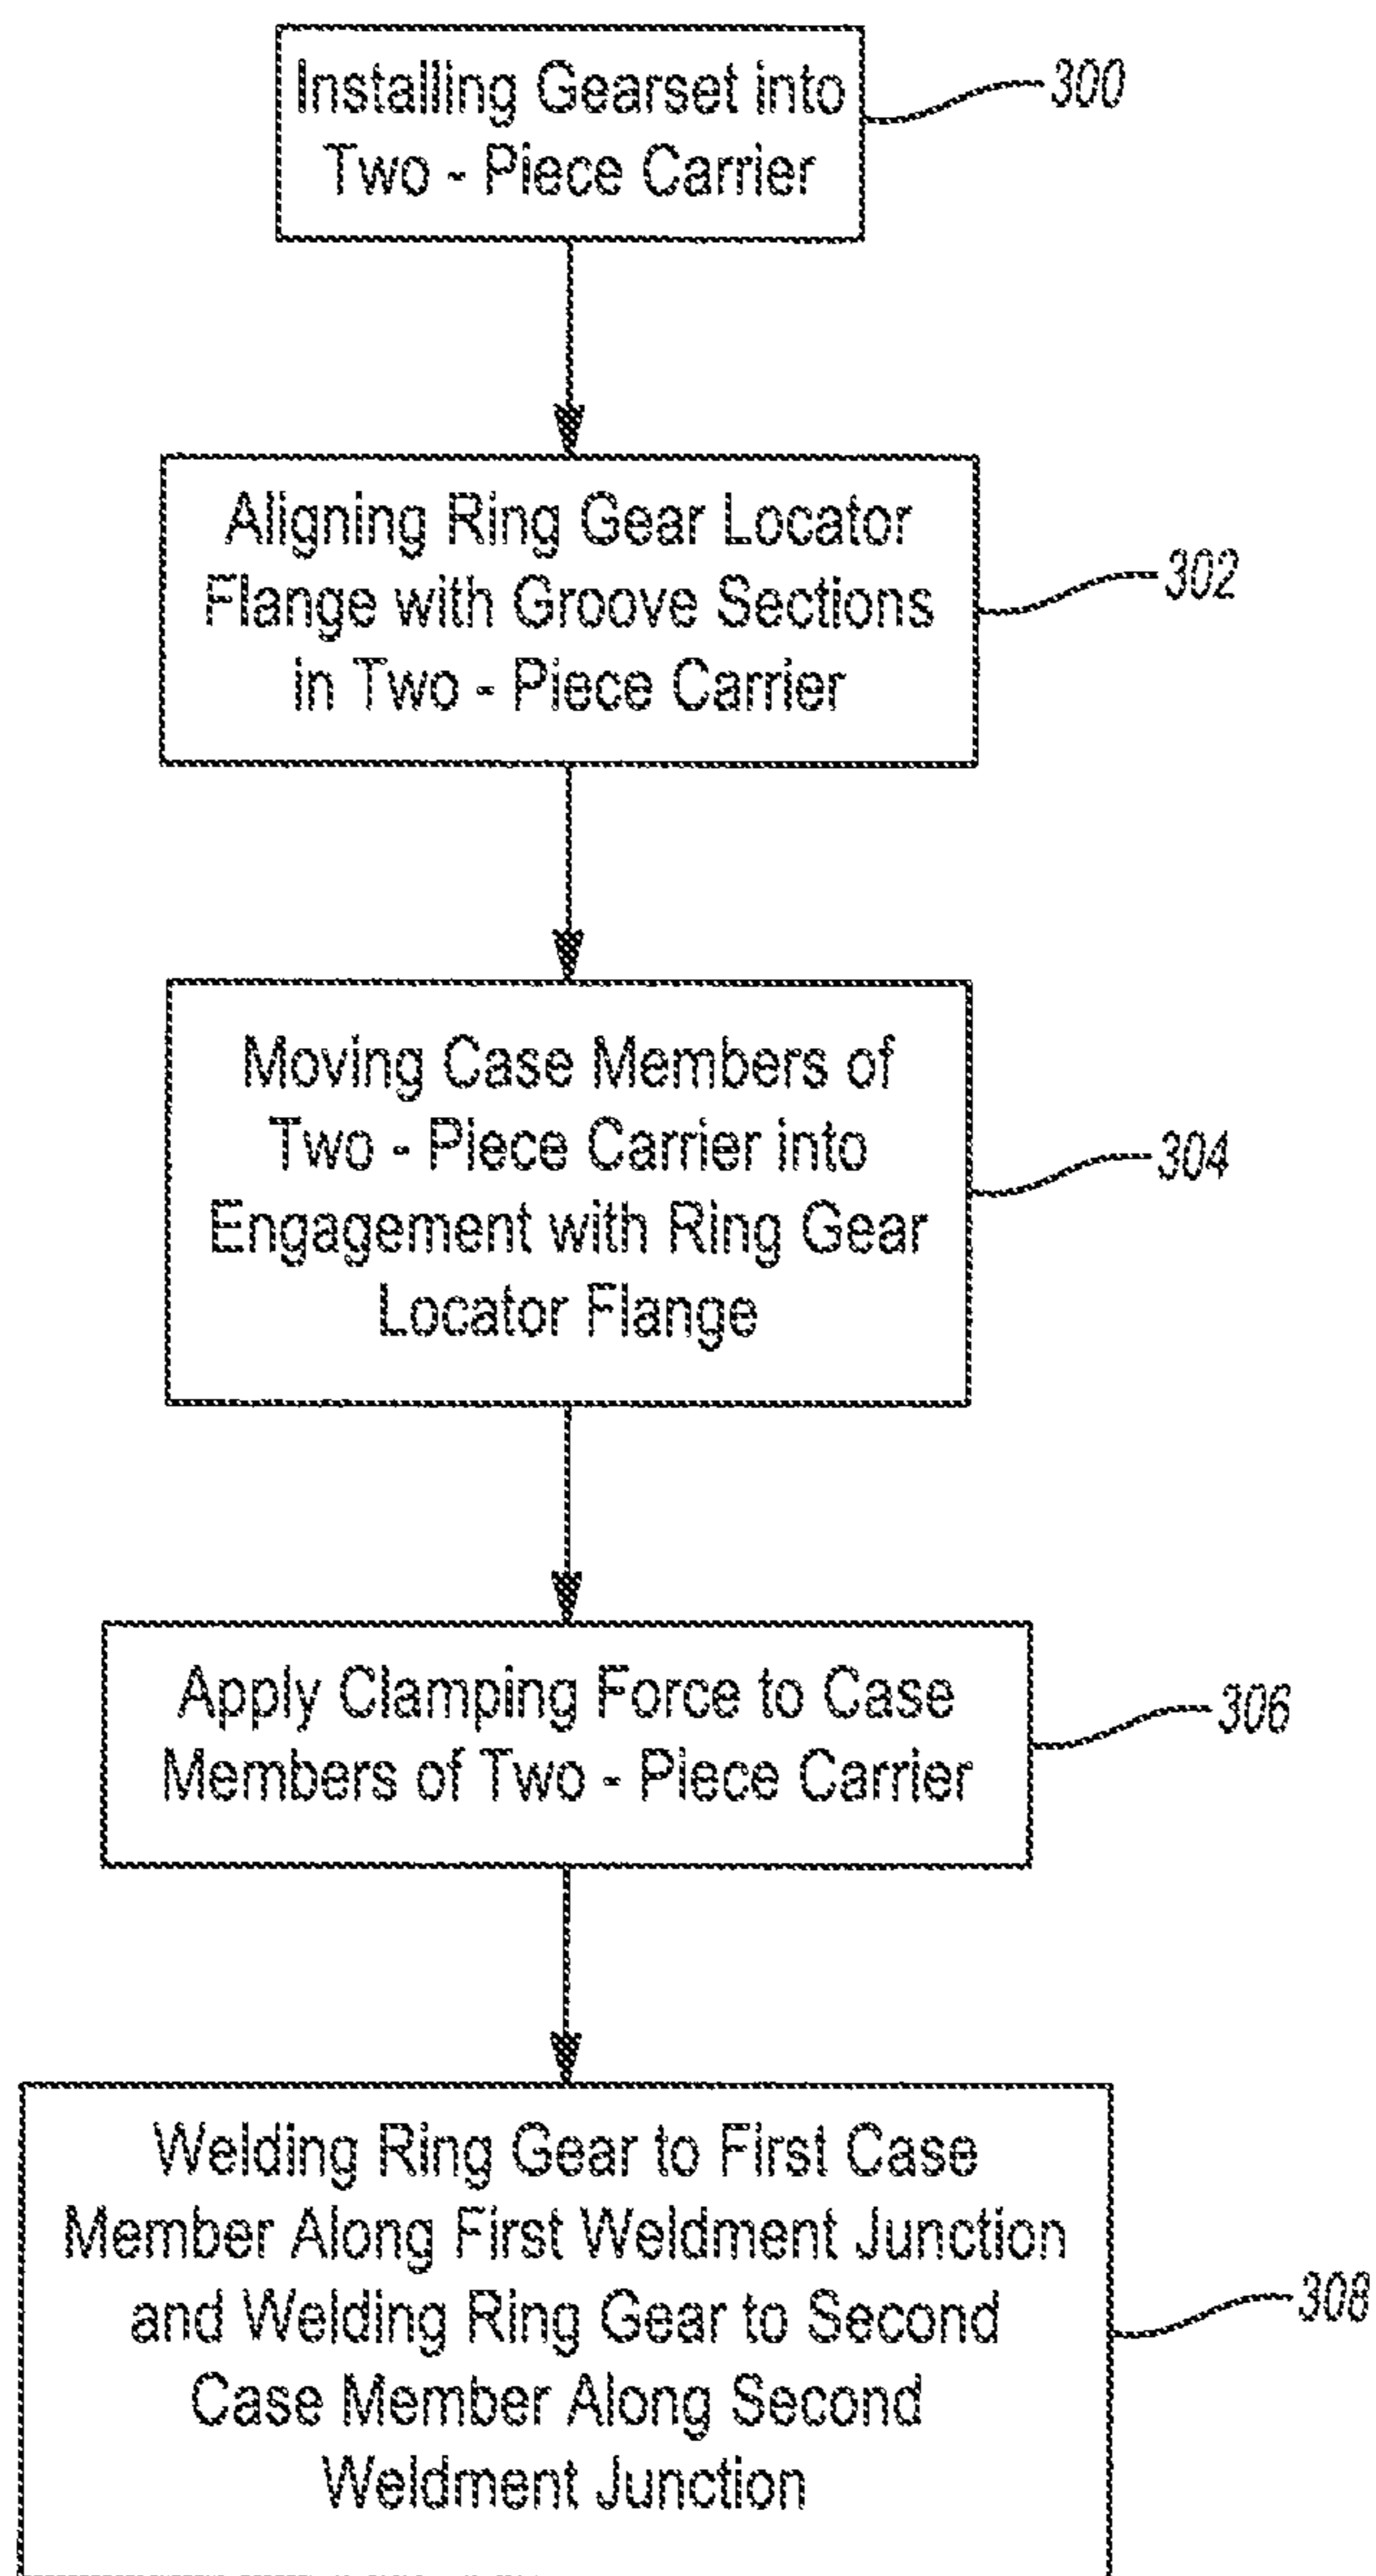 Installing Gearset into
Two - Piece Carrier
300
Aligning Ring Gear Locator
Flange with Groove Sections
in Two - Piece Carrier
302
Moving Case Members of
Two - Piece Carrier into
Engagement with Ring Gear
Locator Flange
304
Apply Clamping Force to Case
Members of Two - Piece Carrier
306
Welding Ring Gear to First Case
Member Along First Weldment Junction
and Welding Ring Gear to Second
Case Member Along Second
Weldment Junction
308